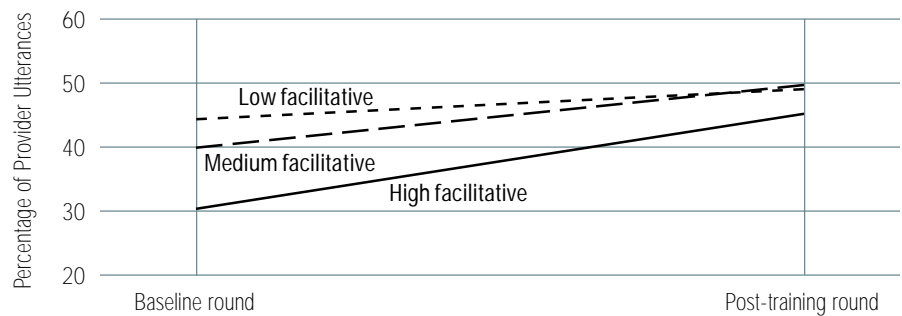 Percentage of Provider Utterances
60
50
40
30
20
Low facilitative
Medium facilitative
High facilitative
Baseline round
Post-training round